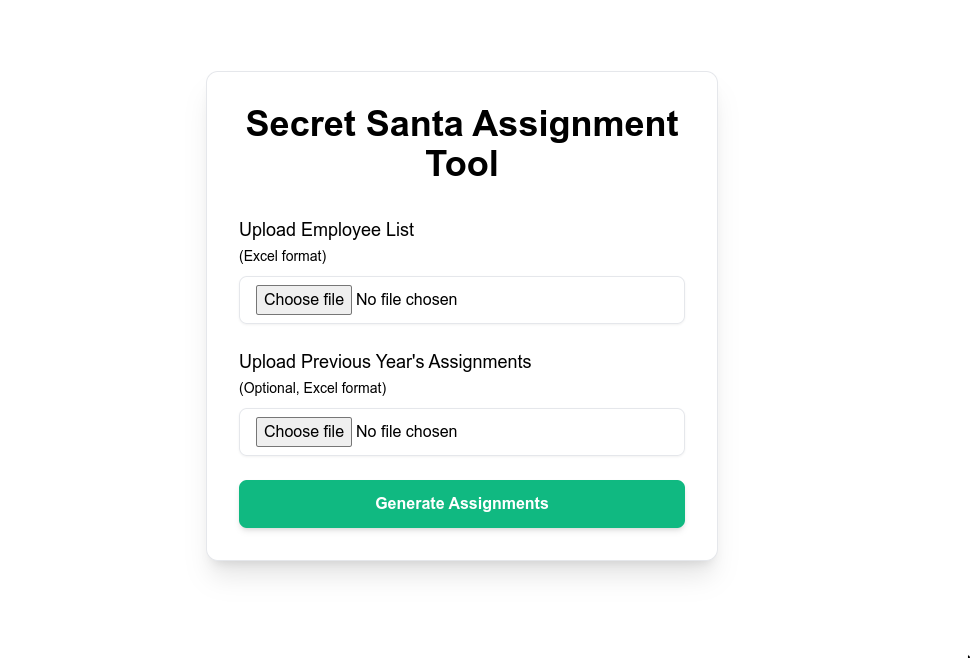 Secret Santa Assignment
Tool
Upload Employee List
(Excel format)
Choose file No file chosen
Upload Previous Year's Assignments
(Optional, Excel format)
Choose file No file chosen
Generate Assignments